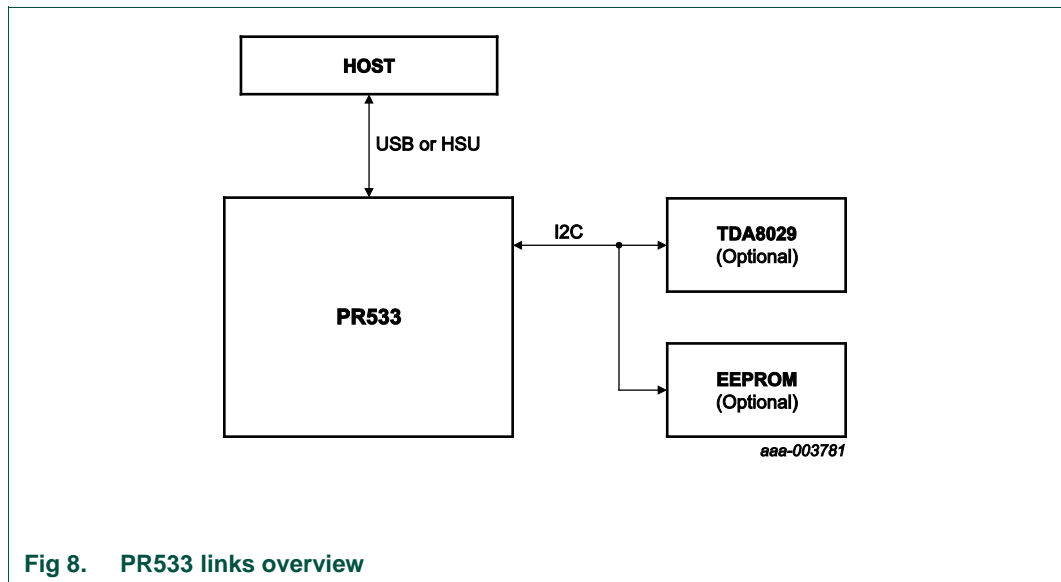 HOST
USB or HSU
I2C
TDA8029
(Optional)
PR533
EEPROM
(Optional)
aaa-003781
Fig 8. PR533 links overview